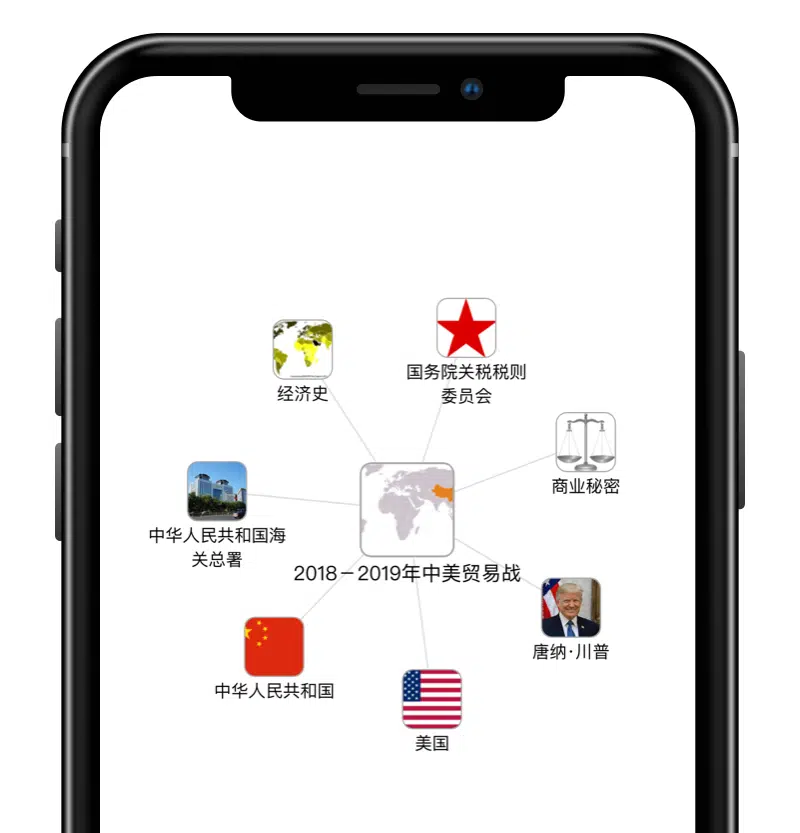 国务院关税税则
委员会
经济史
商业秘密
中华人民共和国海
关总署
2018－2019年中美贸易战
唐纳·川普
中华人民共和国
美国